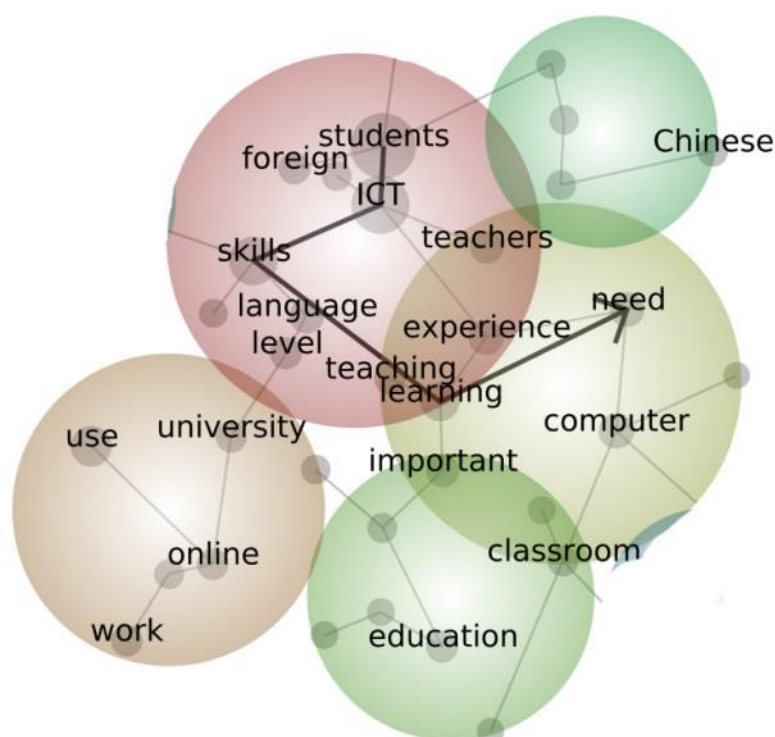 students
Chinese
foreign
ICT
teachers
skills
need
language
experience
level
teaching
learning
computer
use
university
important
online
classroom
work
education